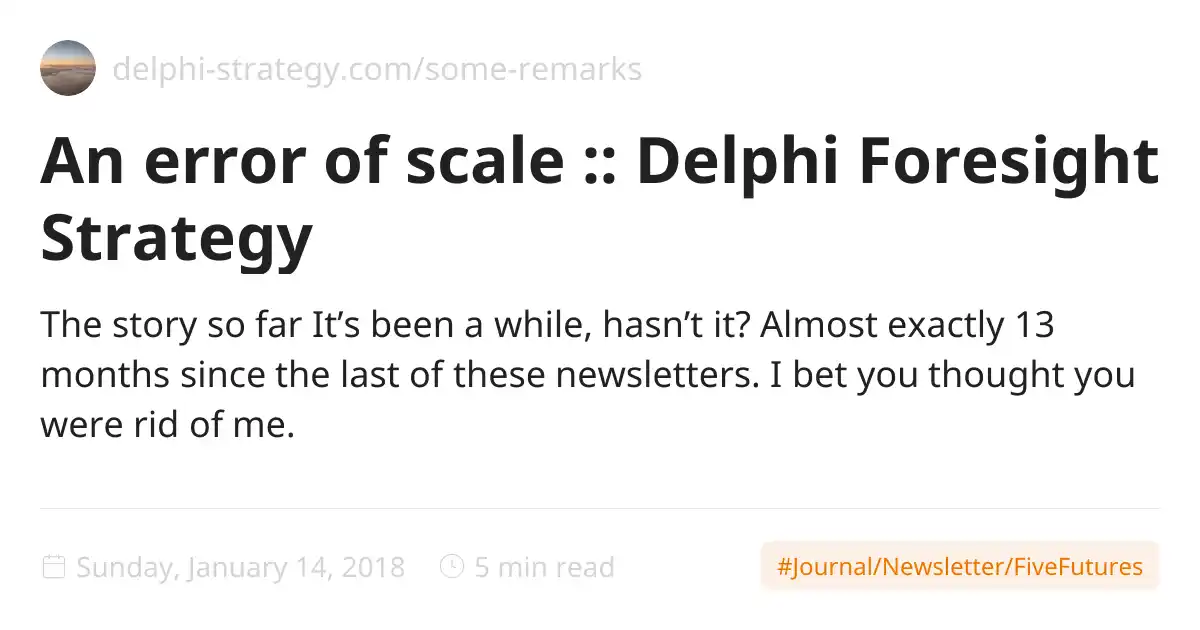 delphi-strategy.com/some-remarks
An error of scale :: Delphi Foresight
Strategy
The story so far It’s been a while, hasn’t it? Almost exactly 13
months since the last of these newsletters. I bet you thought you
were rid of me.
Sunday, January 14, 2018 5 min read #Journal/Newsletter/FiveFutures